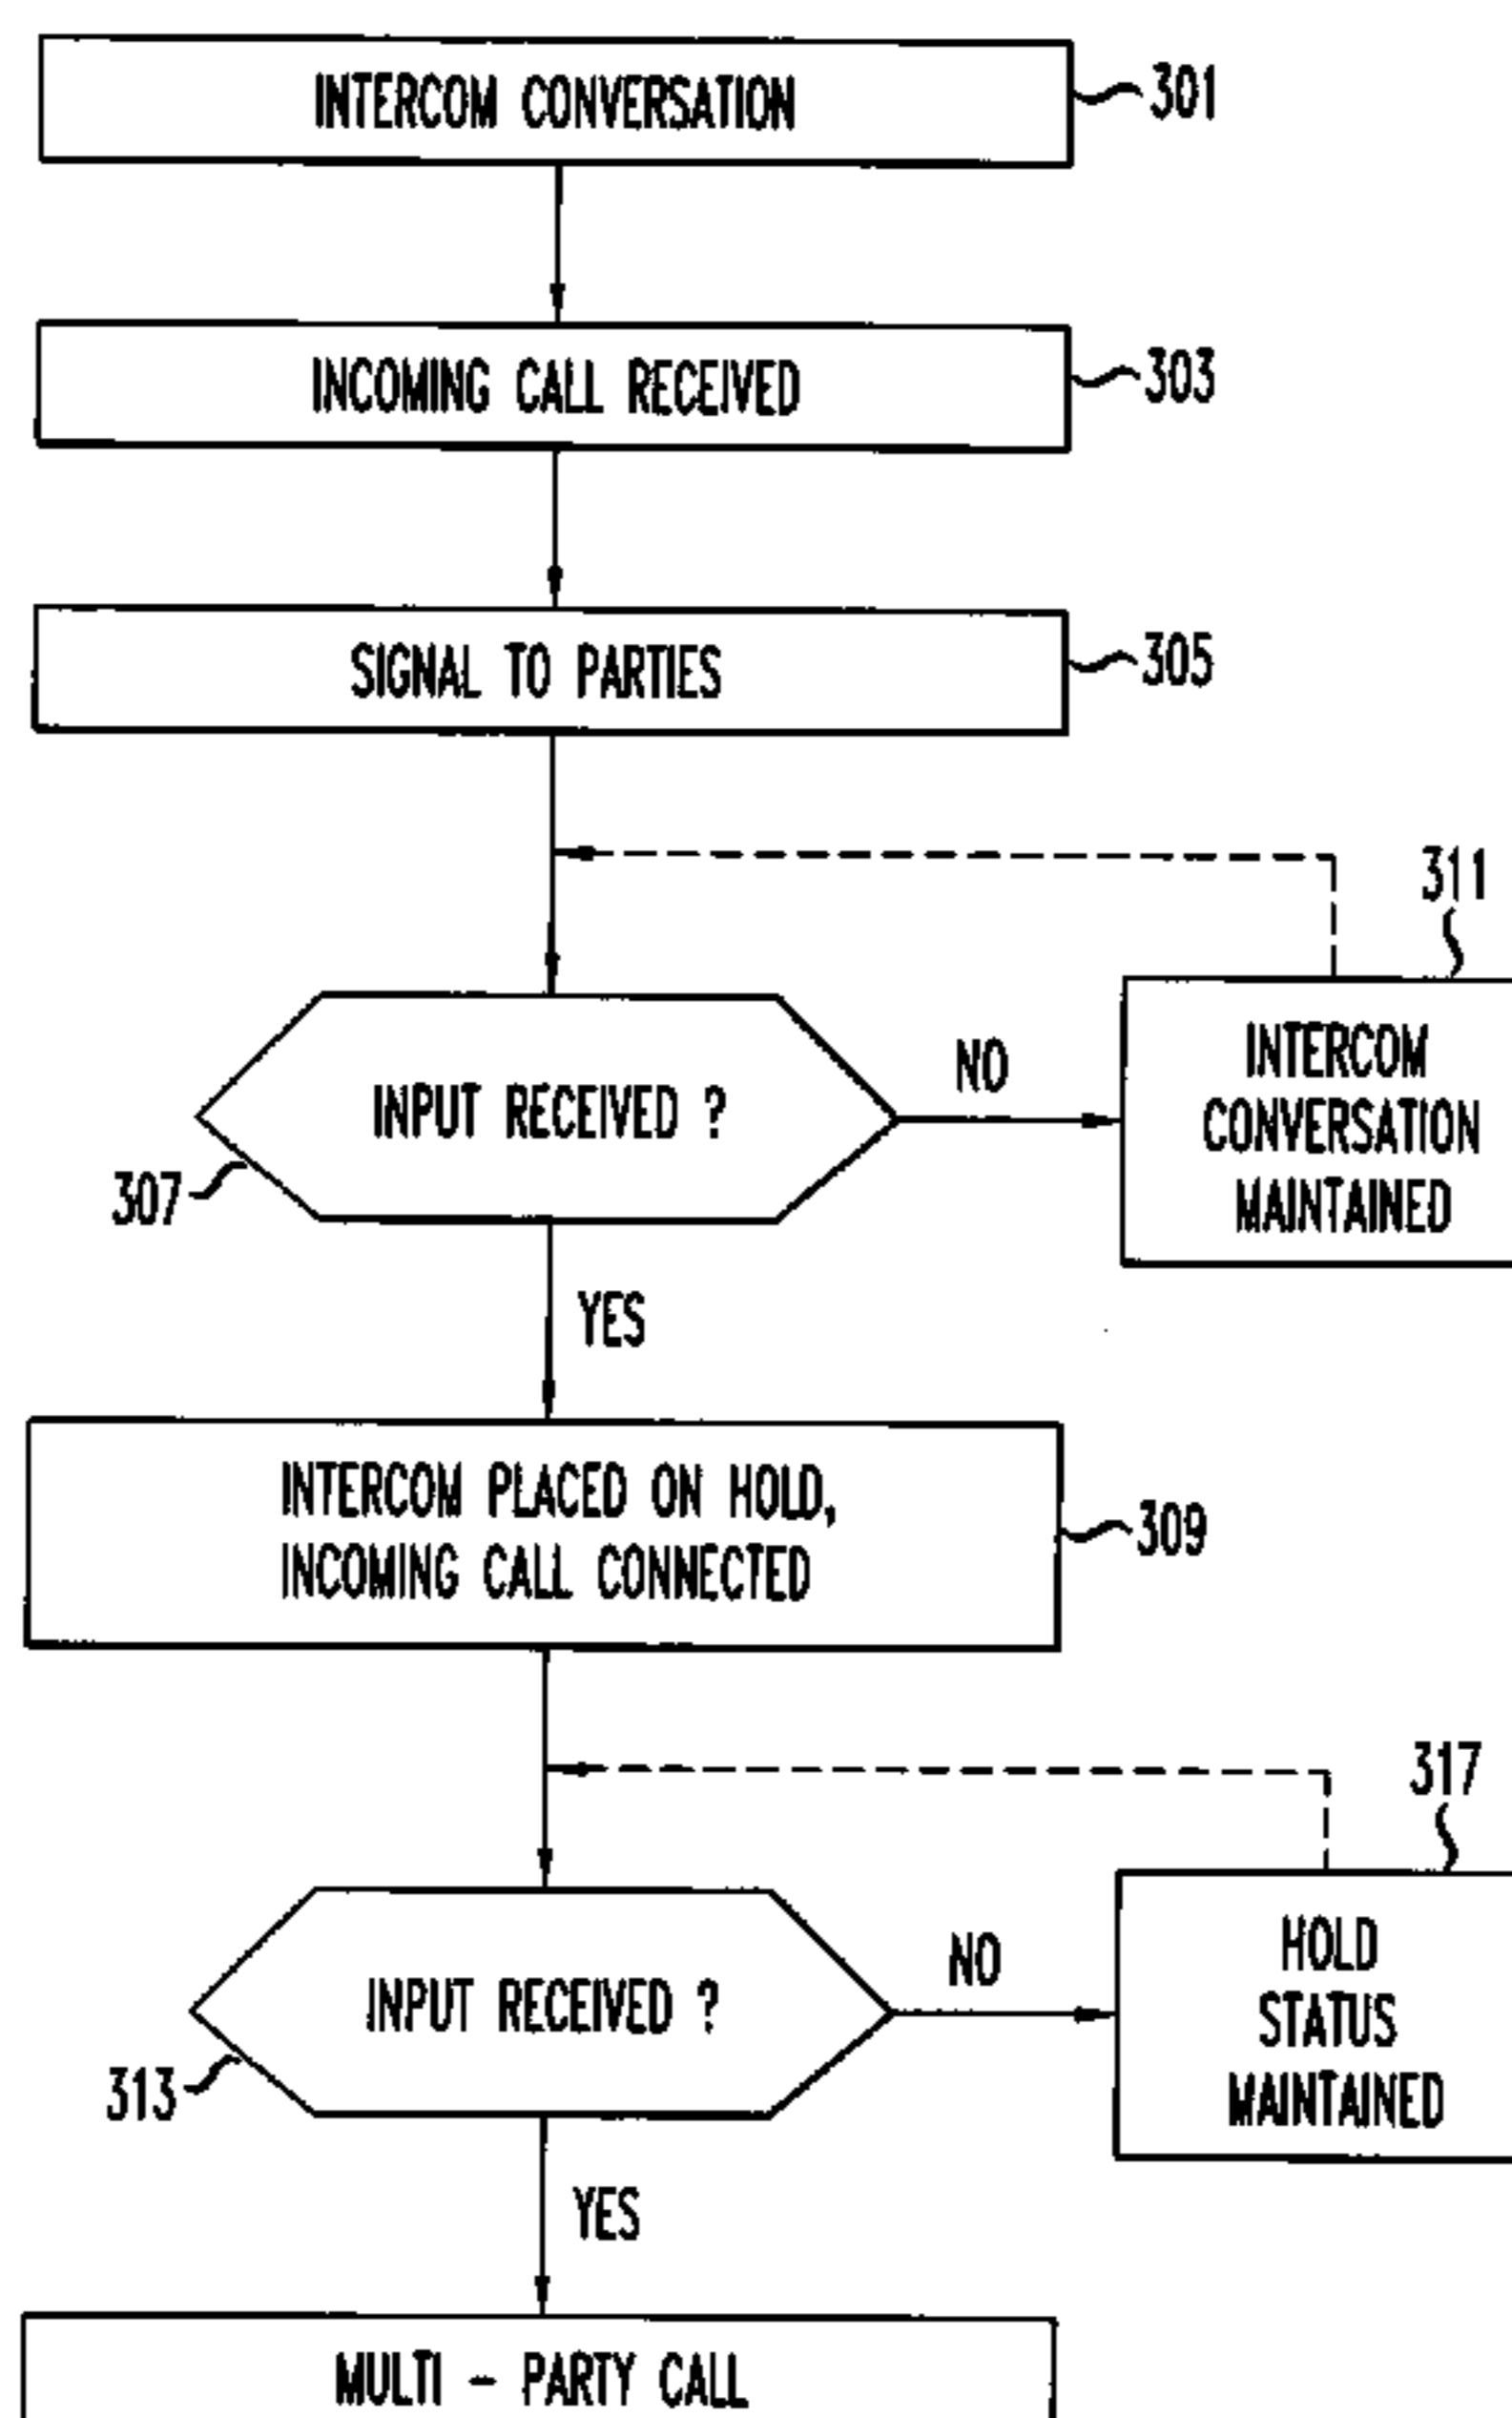 INTERCOM CONVERSATION
301
INCOMING CALL RECEIVED
303
SIGNAL TO PARTIES
305
311
INPUT RECEIVED ?
307
NO
INTERCOM
CONVERSATION
MAINTAINED
YES
INTERCOM PLACED ON HOLD,
INCOMING CALL CONNECTED
309
317
INPUT RECEIVED ?
313
NO
HOLD
STATUS
MAINTAINED
YES
MULTI - PARTY CALL